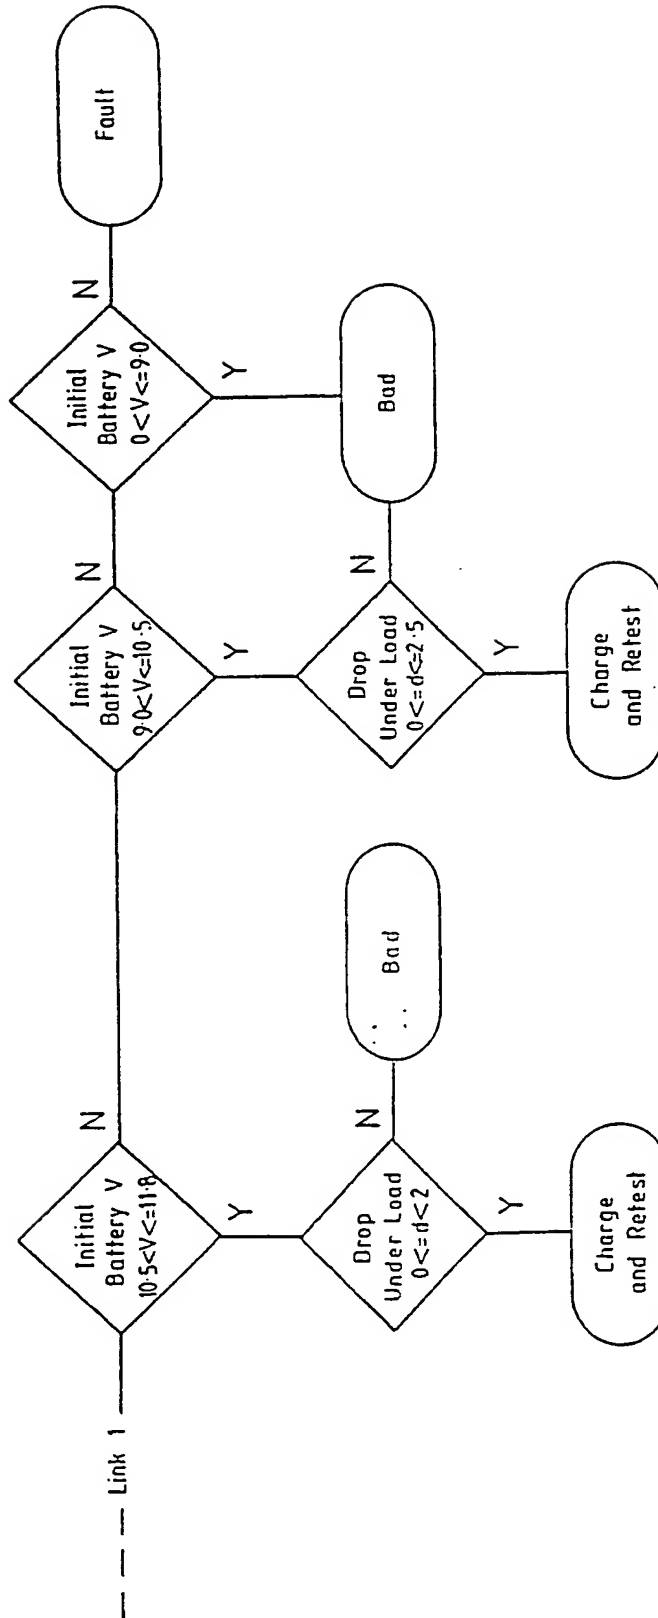 Link 1
Initial
Battery V
10·5<V<=11·8
N
Y
Drop
Under Load
0<=d<2
N
Bad
Y
Charge
and Retest
Initial
Battery V
9·0<V<=10·5
N
Y
Drop
Under Load
0<=d<=2·5
N
Bad
Y
Charge
and Retest
Initial
Battery V
0<V<=9·0
N
Y
Fault